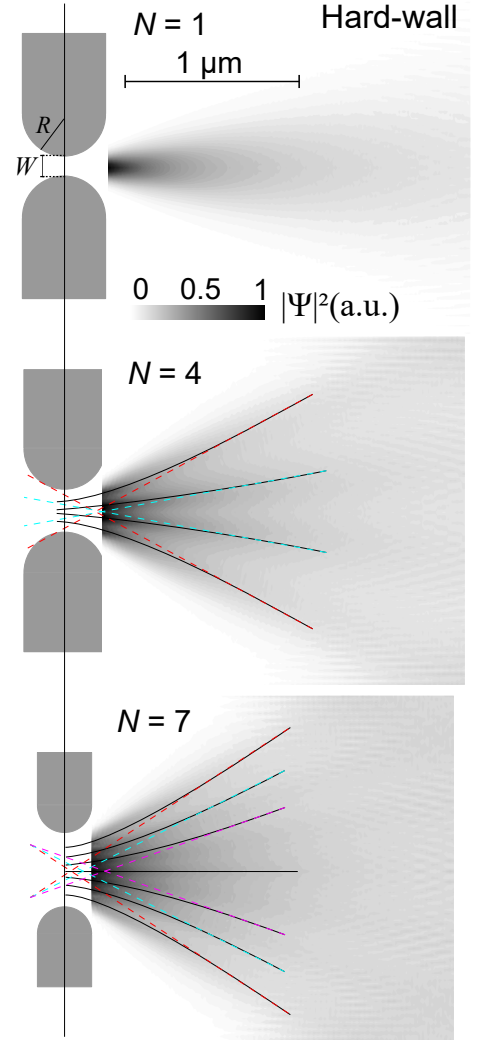 N = 1
Hard-wall
1 μm
R
W
0 0.5 1
|Ψ|²(a.u.)
N = 4
N = 7